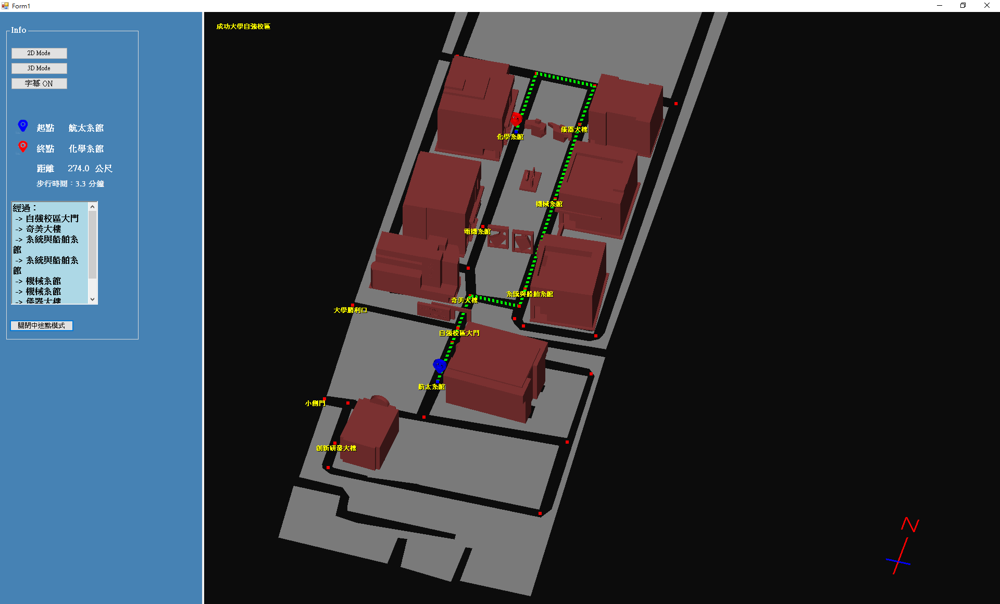 Form1
Info
2D Mode
3D Mode
字幕 ON
起點 航太系館
終點 化學系館
距離 274.0 公尺
步行時間：3.3 分鐘
經過：
-> 自強校區大門
-> 奇美大樓
-> 系統與船舶系
館
-> 系統與船舶系
館
-> 機械系館
-> 機械系館
-> 儀器大樓
關閉中途點模式
成功大學自強校區
儀器大樓
化學系館
機械系館
電機系館
系統與船舶系館
奇美大樓
大學勝利口
自強校區大門
航太系館
小側門
創新研發大樓
N